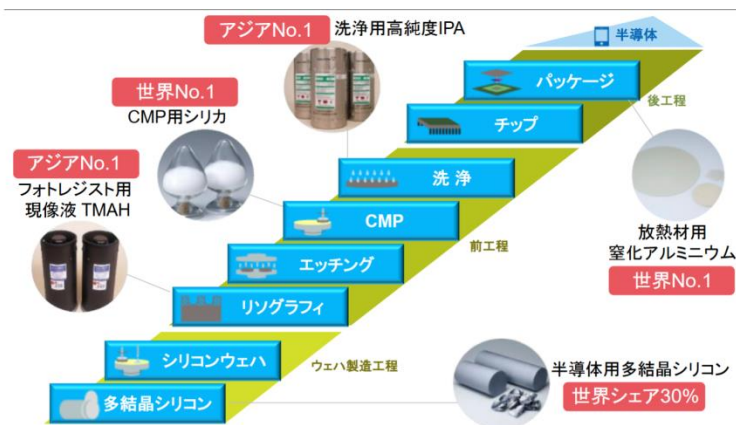 アジアNo.1
洗浄用高純度IPA
半導体
世界No.1
CMP用シリカ
パッケージ
後工程
チップ
アジアNo.1
フォトレジスト用
現像液 TMAH
洗 浄
CMP
前工程
エッチング
リソグラフィ
放熱材用
窒化アルミニウム
世界No.1
シリコンウェハ
ウェハ製造工程
多結晶シリコン
半導体用多結晶シリコン
世界シェア30%